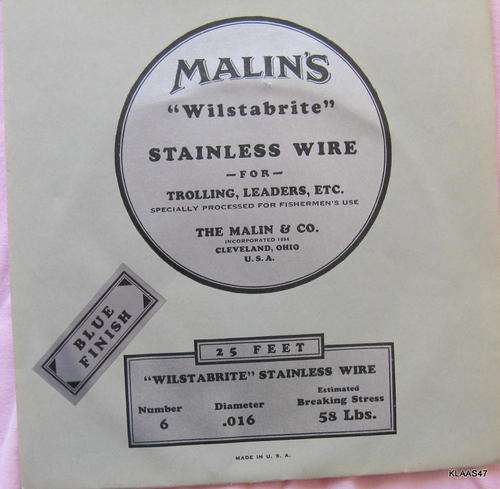 MALIN'S
"Wilstabrite"
STAINLESS WIRE
—FOR—
TROLLING, LEADERS, ETC.
SPECIALLY PROCESSED FOR FISHERMEN'S USE
THE MALIN & CO.
INCORPORATED 1884
CLEVELAND, OHIO
U. S. A.
BLUE
FINISH
25 FEET
"WILSTABRITE" STAINLESS WIRE
Number
6
Diameter
.016
Estimated
Breaking Stress
58 Lbs.
MADE IN U. S. A.
KLAAS47